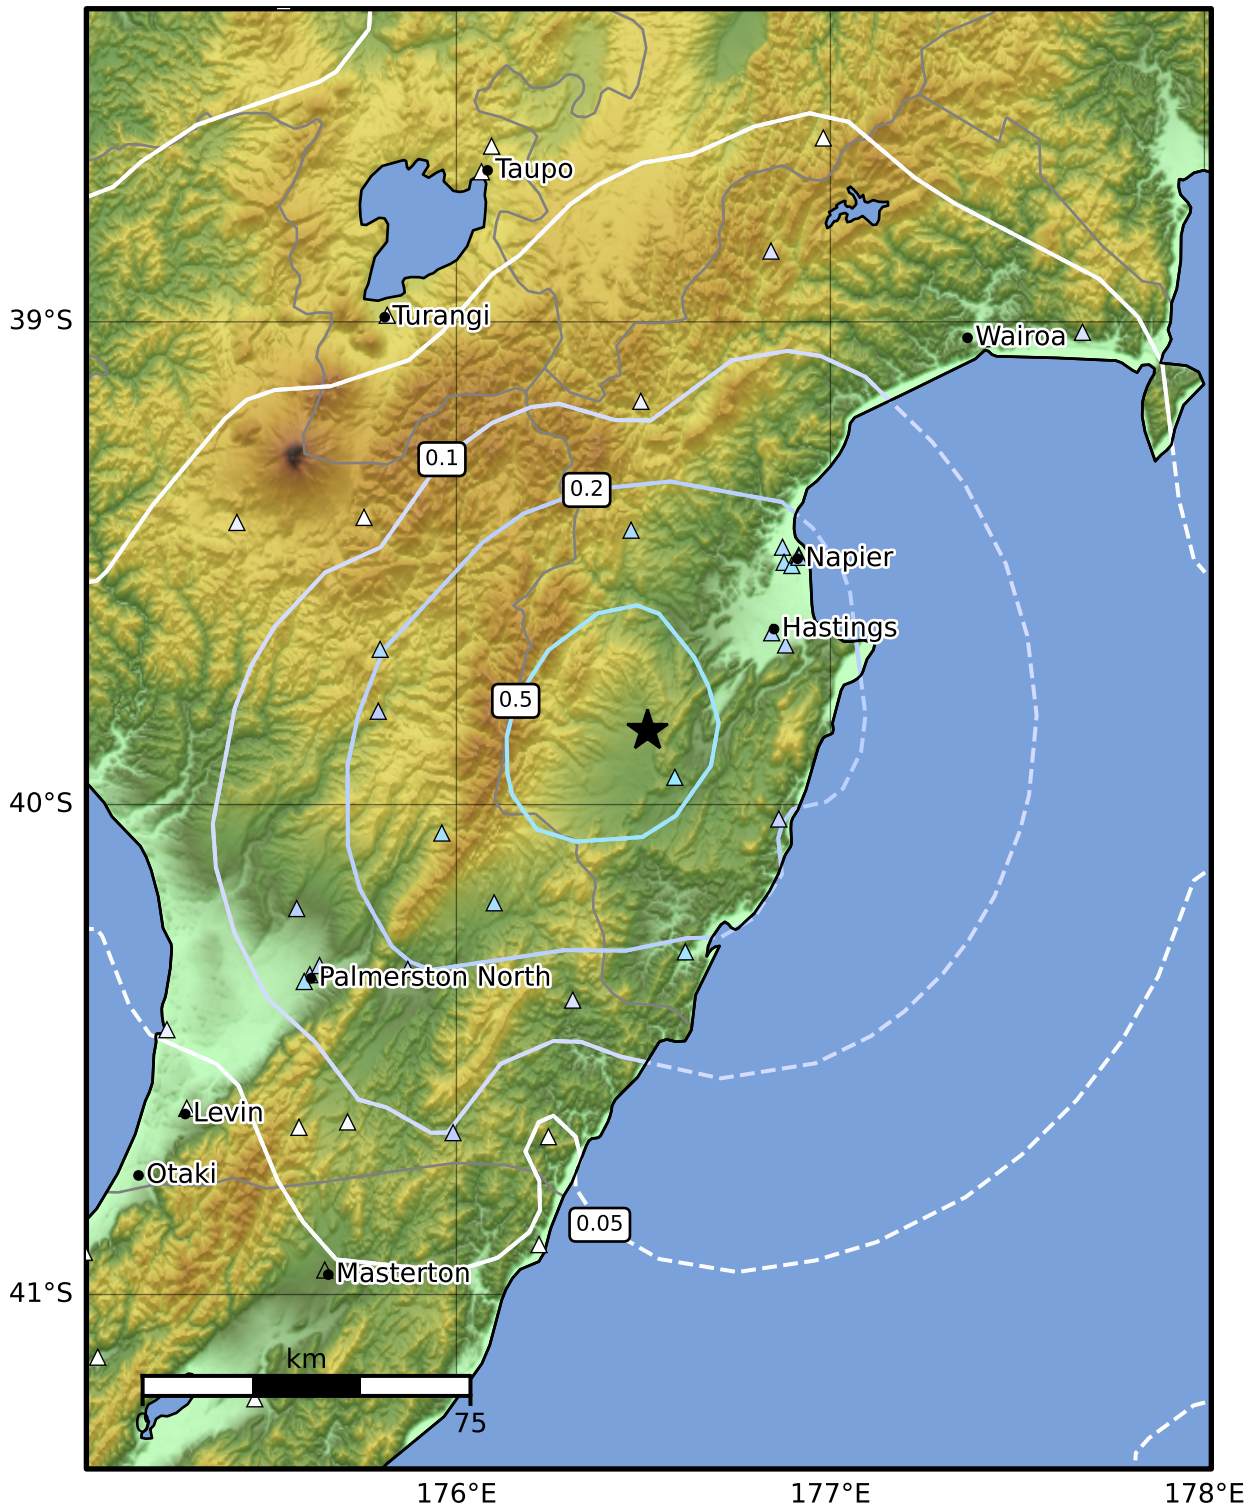 Taupo
Turangi
39°S
Wairoa
0.1
0.2
Napier
Hastings
0.5
40°S
Palmerston North
Levin
Otaki
0.05
Masterton
41°S
km
75
176°E
177°E
178°E